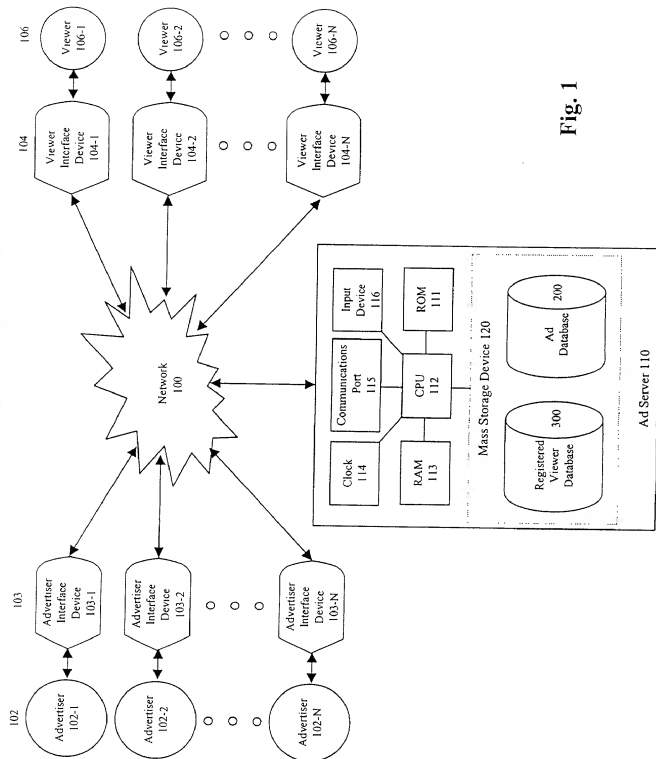 102
103
104
106
Advertiser
102-1
Advertiser
Interface
Device
103-1
Viewer
Interface
Device
104-1
Viewer
106-1
Advertiser
102-2
Advertiser
Interface
Device
103-2
Network
100
Viewer
Interface
Device
104-2
Viewer
106-2
Advertiser
102-N
Advertiser
Interface
Device
103-N
Viewer
Interface
Device
104-N
Viewer
106-N
Clock
114
Communications
Port
115
Input
Device
116
RAM
113
CPU
112
ROM
111
Mass Storage Device 120
Registered
Viewer
Database
300
Ad
Database
200
Ad Server 110
Fig. 1